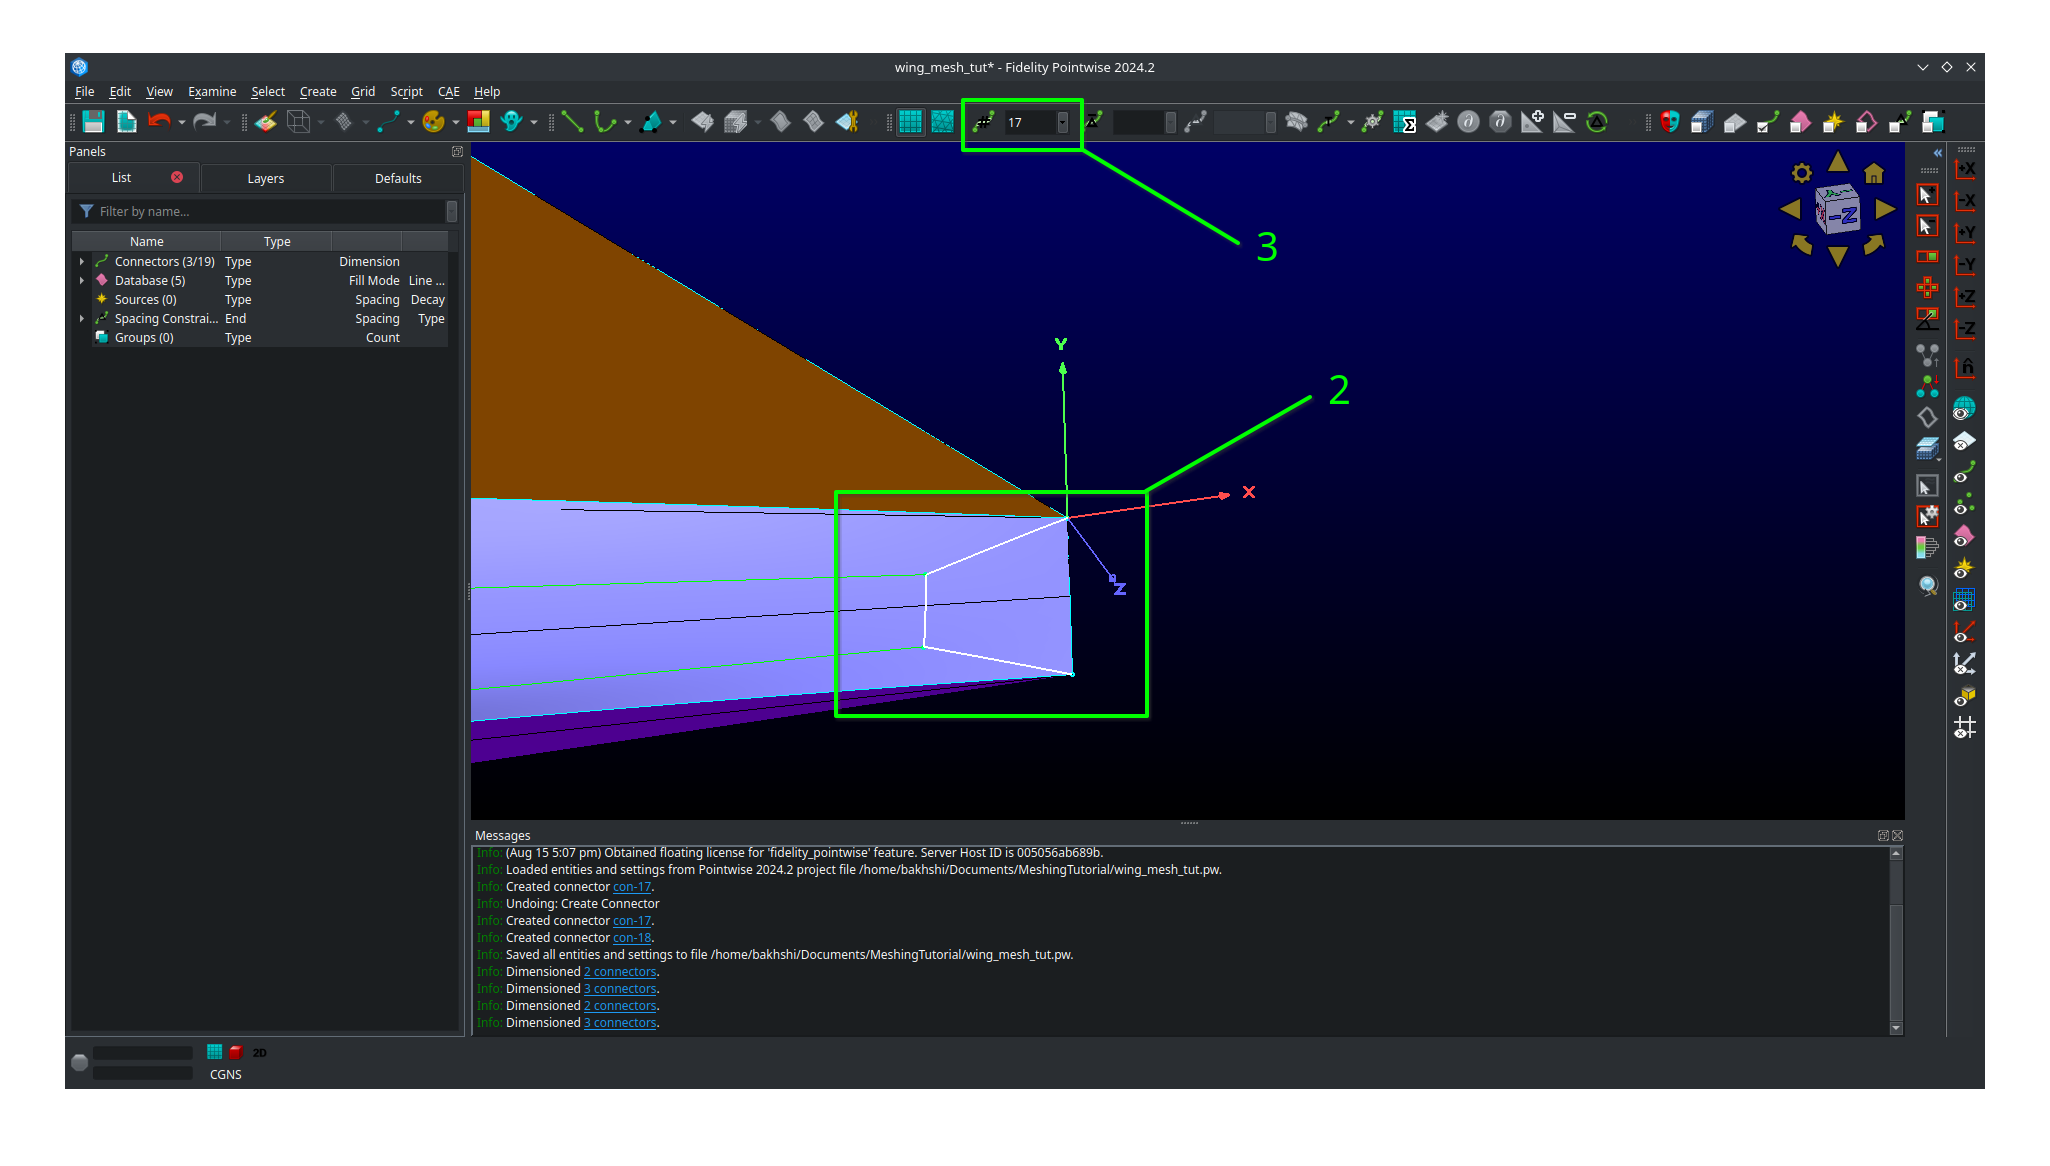 wing_mesh_tut* - Fidelity Pointwise 2024.2
File Edit View Examine Select Create Grid Script CAE Help
17
Panels
List Layers Defaults
Filter by name...
Name Type
Connectors (3/19) Type Dimension
Database (5) Type Fill Mode Line ...
Sources (0) Type Spacing Decay
Spacing Constrai... End Spacing Type
Groups (0) Type Count
3
2
Y
X
Z
-Z
+X
-X
+Y
-Y
+Z
-Z
n̂
Messages
Info: (Aug 15 5:07 pm) Obtained floating license for 'fidelity_pointwise' feature. Server Host ID is 005056ab689b.
Info: Loaded entities and settings from Pointwise 2024.2 project file /home/bakhshi/Documents/MeshingTutorial/wing_mesh_tut.pw.
Info: Created connector con-17.
Info: Undoing: Create Connector
Info: Created connector con-17.
Info: Created connector con-18.
Info: Saved all entities and settings to file /home/bakhshi/Documents/MeshingTutorial/wing_mesh_tut.pw.
Info: Dimensioned 2 connectors.
Info: Dimensioned 3 connectors.
Info: Dimensioned 2 connectors.
Info: Dimensioned 3 connectors.
2D
CGNS